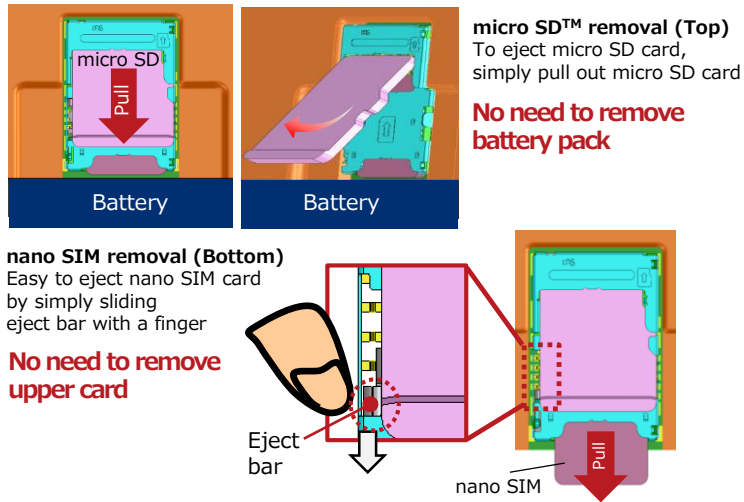 micro SD
Pull
Battery
Battery
micro SD™ removal (Top)
To eject micro SD card,
simply pull out micro SD card
No need to remove
battery pack
nano SIM removal (Bottom)
Easy to eject nano SIM card
by simply sliding
eject bar with a finger
No need to remove
upper card
Eject
bar
Pull
nano SIM